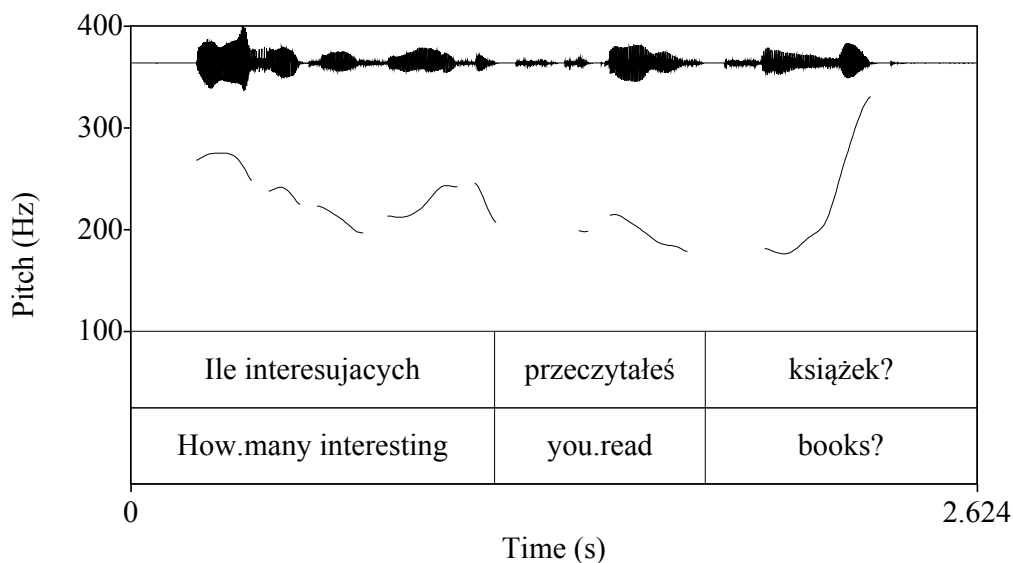 400
300
200
100
Pitch (Hz)
Ile interesujacych przeczytałeś książek?
How.many interesting you.read books?
0 2.624
Time (s)